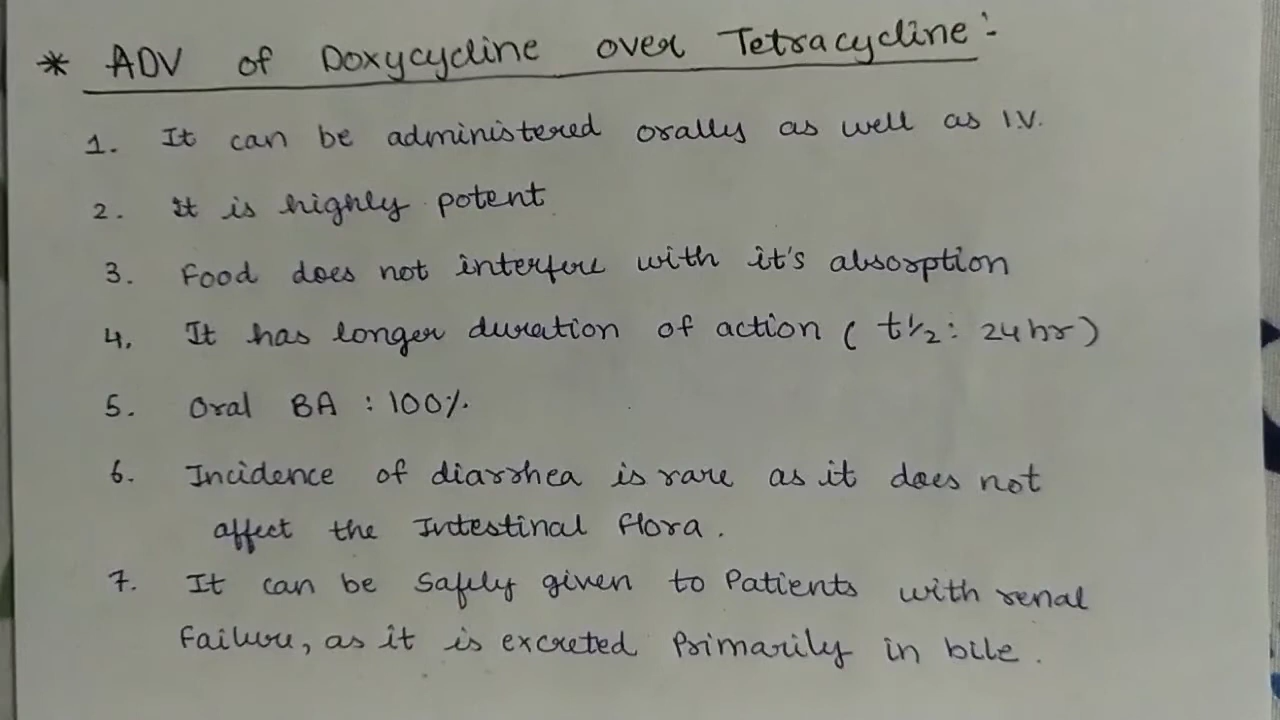 * ADV of Doxycycline over Tetracycline :-
1. It can be administered orally as well as I.V.
2. It is highly potent
3. Food does not interfere with it's absorption
4. It has longer duration of action ( t½ : 24 hr )
5. Oral BA : 100%
6. Incidence of diarrhea is rare as it does not
affect the Intestinal flora.
7. It can be safely given to Patients with renal
Failure, as it is excreted Primarily in bile.